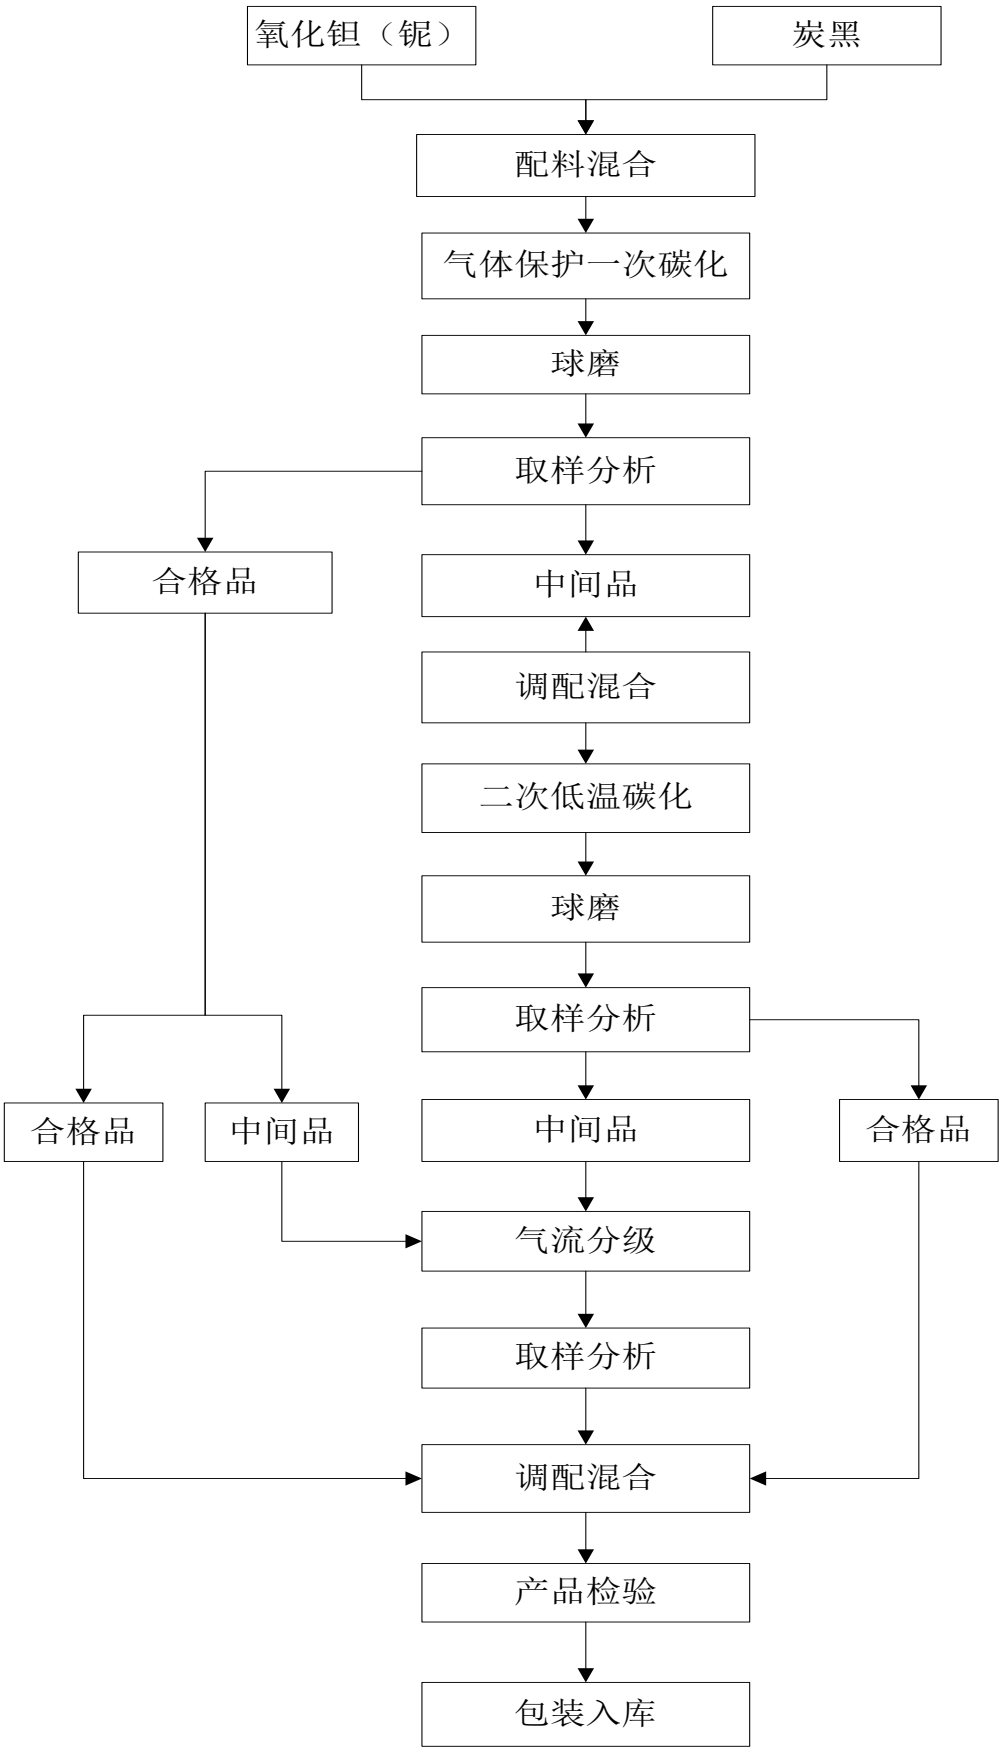 氧化钽（铌）
炭黑
配料混合
气体保护一次碳化
球磨
取样分析
合格品
中间品
调配混合
二次低温碳化
球磨
取样分析
合格品
中间品
中间品
合格品
气流分级
取样分析
调配混合
产品检验
包装入库